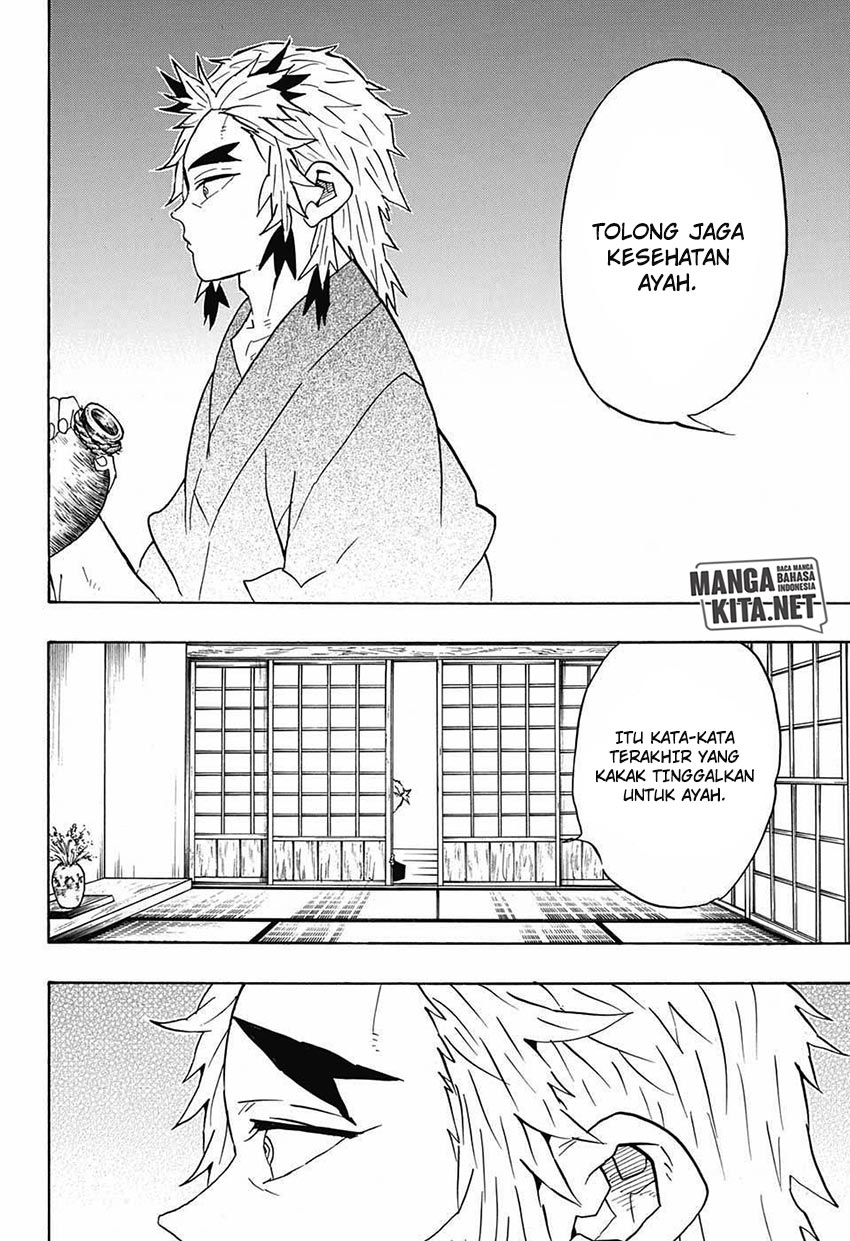 TOLONG JAGA
KESEHATAN
AYAH.
MANGA
KITA.NET
BACA MANGA
BAHASA
INDONESIA
ITU KATA-KATA
TERAKHIR YANG
KAKAK TINGGALKAN
UNTUK AYAH.